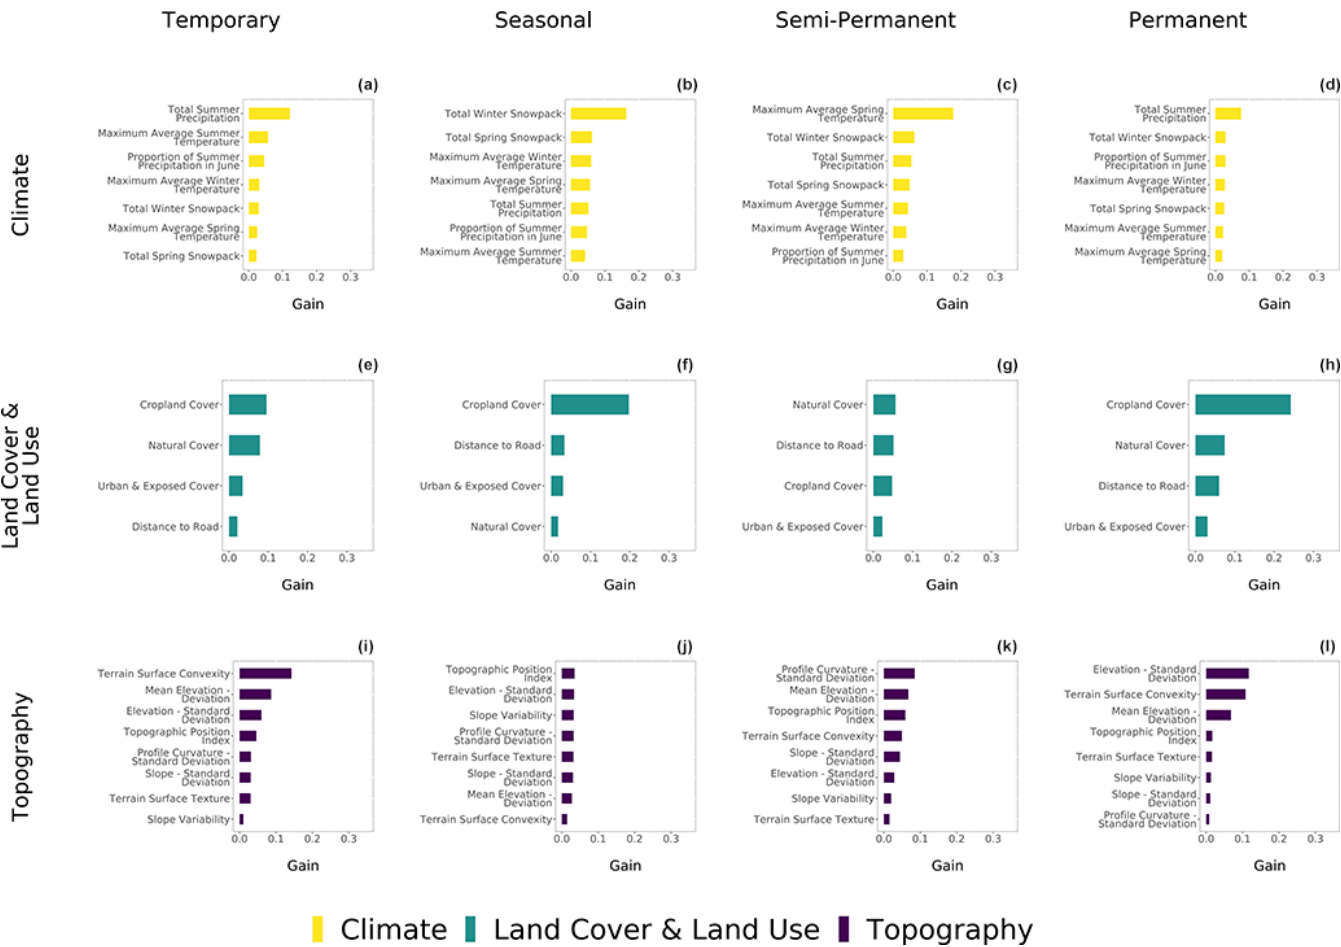 Temporary
Seasonal
Semi-Permanent
Permanent
Climate
(a)
Total Summer
Precipitation
Maximum Average Summer
Temperature
Proportion of Summer
Precipitation in June
Maximum Average Winter
Temperature
Total Winter Snowpack
Maximum Average Spring
Temperature
Total Spring Snowpack
0.0 0.1 0.2 0.3
Gain
(b)
Total Winter Snowpack
Total Spring Snowpack
Maximum Average Winter
Temperature
Maximum Average Spring
Temperature
Total Summer
Precipitation
Proportion of Summer
Precipitation in June
Maximum Average Summer
Temperature
0.0 0.1 0.2 0.3
Gain
(c)
Maximum Average Spring
Temperature
Total Winter Snowpack
Total Summer
Precipitation
Total Spring Snowpack
Maximum Average Summer
Temperature
Maximum Average Winter
Temperature
Proportion of Summer
Precipitation in June
0.0 0.1 0.2 0.3
Gain
(d)
Total Summer
Precipitation
Total Winter Snowpack
Proportion of Summer
Precipitation in June
Maximum Average Winter
Temperature
Total Spring Snowpack
Maximum Average Summer
Temperature
Maximum Average Spring
Temperature
0.0 0.1 0.2 0.3
Gain
Land Cover &
Land Use
(e)
Cropland Cover
Natural Cover
Urban & Exposed Cover
Distance to Road
0.0 0.1 0.2 0.3
Gain
(f)
Cropland Cover
Distance to Road
Urban & Exposed Cover
Natural Cover
0.0 0.1 0.2 0.3
Gain
(g)
Natural Cover
Distance to Road
Cropland Cover
Urban & Exposed Cover
0.0 0.1 0.2 0.3
Gain
(h)
Cropland Cover
Natural Cover
Distance to Road
Urban & Exposed Cover
0.0 0.1 0.2 0.3
Gain
Topography
(i)
Terrain Surface Convexity
Mean Elevation -
Deviation
Elevation - Standard
Deviation
Topographic Position
Index
Profile Curvature -
Standard Deviation
Slope - Standard
Deviation
Terrain Surface Texture
Slope Variability
0.0 0.1 0.2 0.3
Gain
(j)
Topographic Position
Index
Elevation - Standard
Deviation
Slope Variability
Profile Curvature -
Standard Deviation
Terrain Surface Texture
Slope - Standard
Deviation
Mean Elevation -
Deviation
Terrain Surface Convexity
0.0 0.1 0.2 0.3
Gain
(k)
Profile Curvature -
Standard Deviation
Mean Elevation -
Deviation
Topographic Position
Index
Terrain Surface Convexity
Slope - Standard
Deviation
Elevation - Standard
Deviation
Slope Variability
Terrain Surface Texture
0.0 0.1 0.2 0.3
Gain
(l)
Elevation - Standard
Deviation
Terrain Surface Convexity
Mean Elevation -
Deviation
Topographic Position
Index
Terrain Surface Texture
Slope Variability
Slope - Standard
Deviation
Profile Curvature -
Standard Deviation
0.0 0.1 0.2 0.3
Gain
Climate
Land Cover & Land Use
Topography